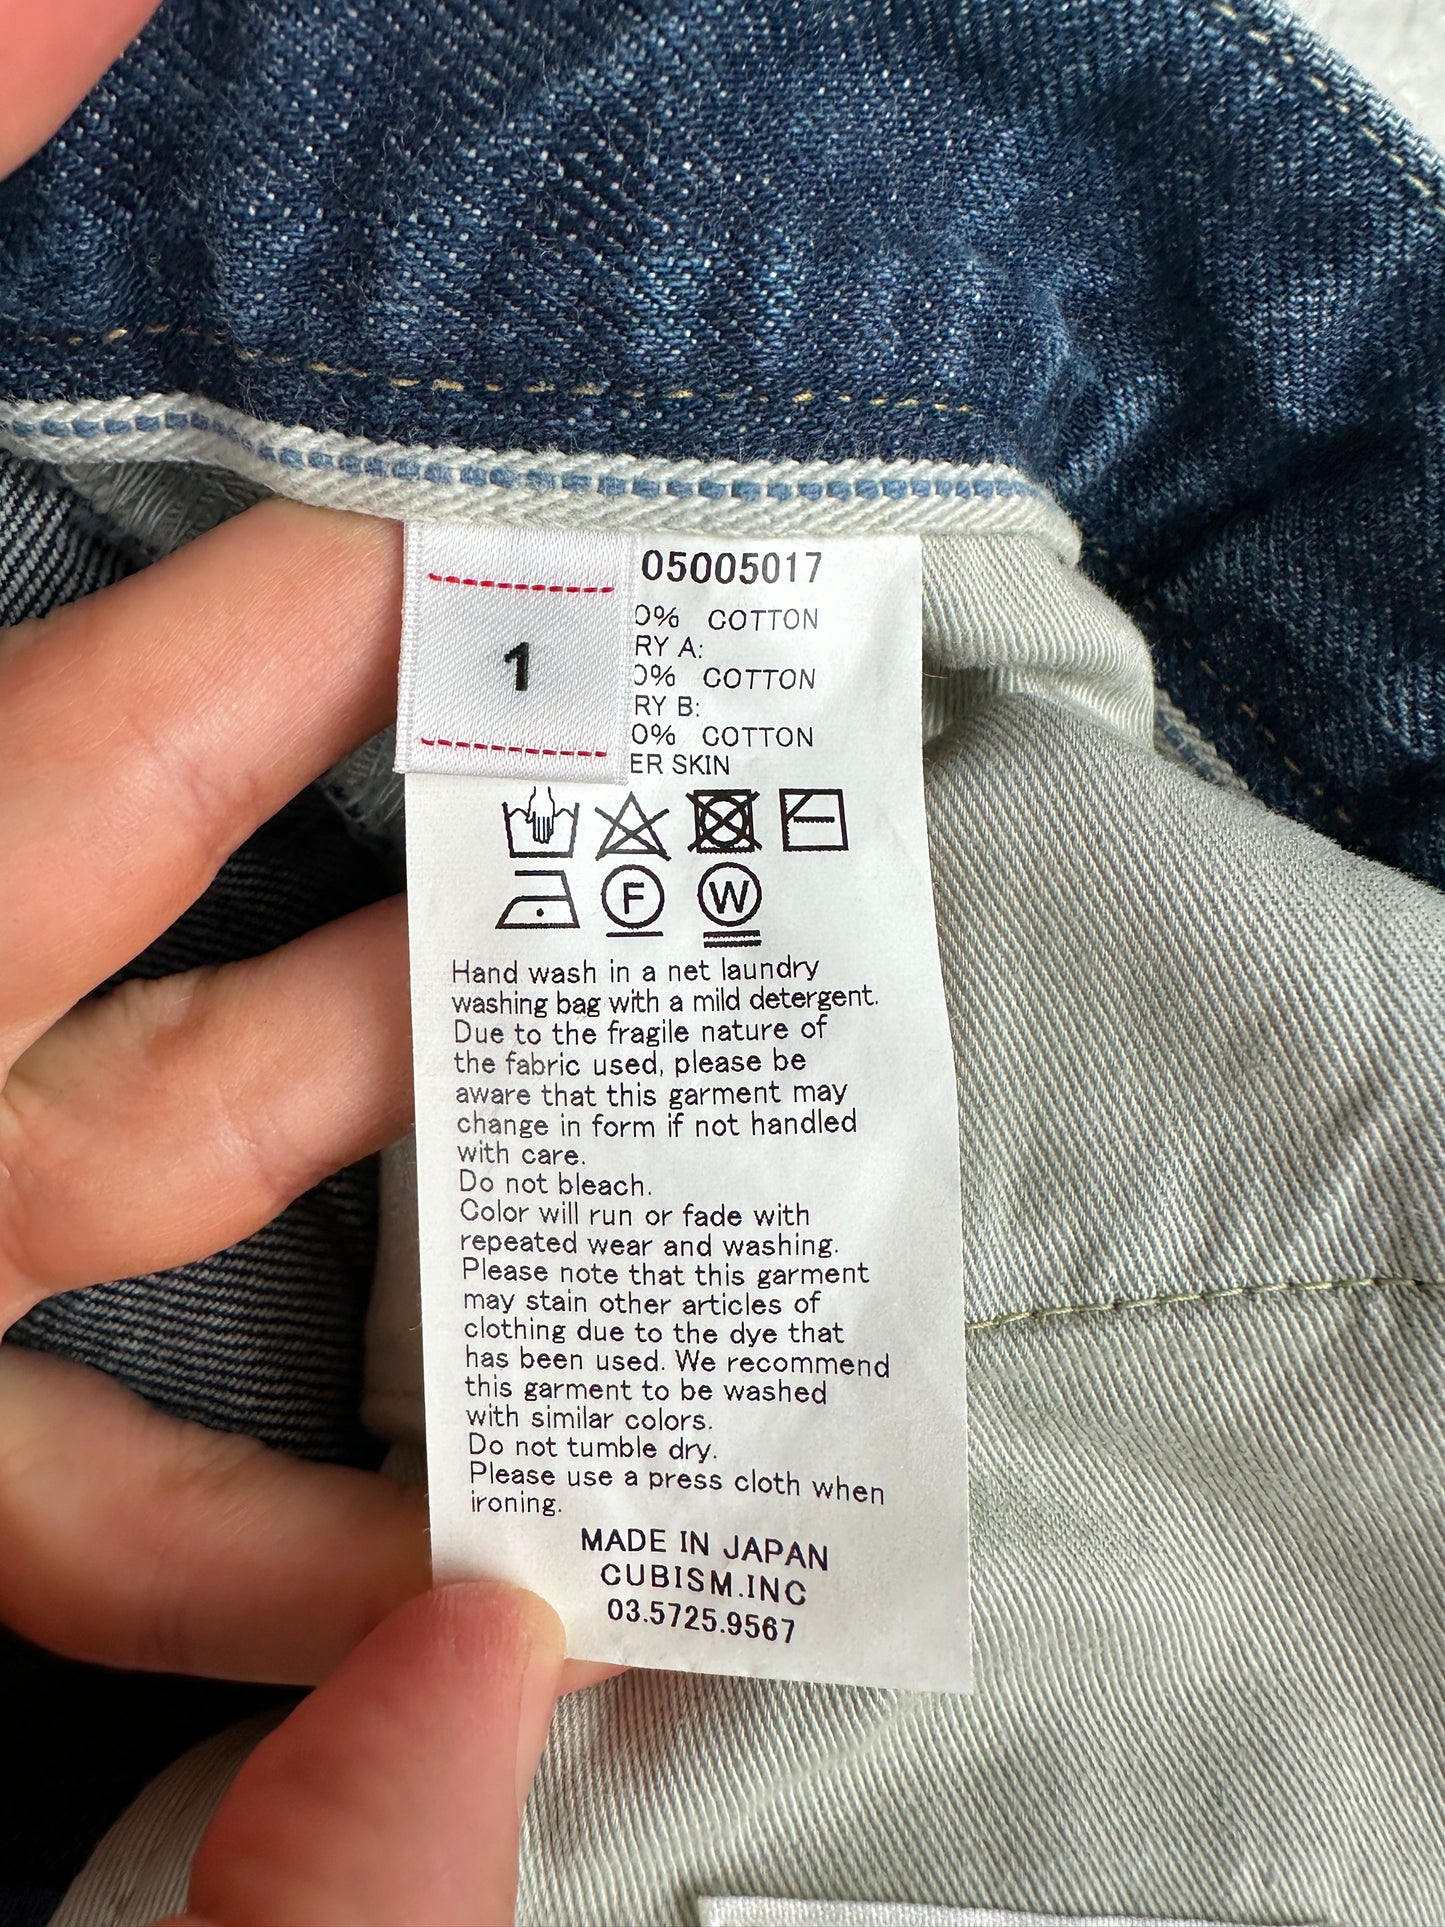 05005017
1
0% COTTON
RY A:
0% COTTON
RY B:
0% COTTON
ER SKIN
F
W
Hand wash in a net laundry
washing bag with a mild detergent.
Due to the fragile nature of
the fabric used, please be
aware that this garment may
change in form if not handled
with care.
Do not bleach.
Color will run or fade with
repeated wear and washing.
Please note that this garment
may stain other articles of
clothing due to the dye that
has been used. We recommend
this garment to be washed
with similar colors.
Do not tumble dry.
Please use a press cloth when
ironing.
MADE IN JAPAN
CUBISM.INC
03.5725.9567